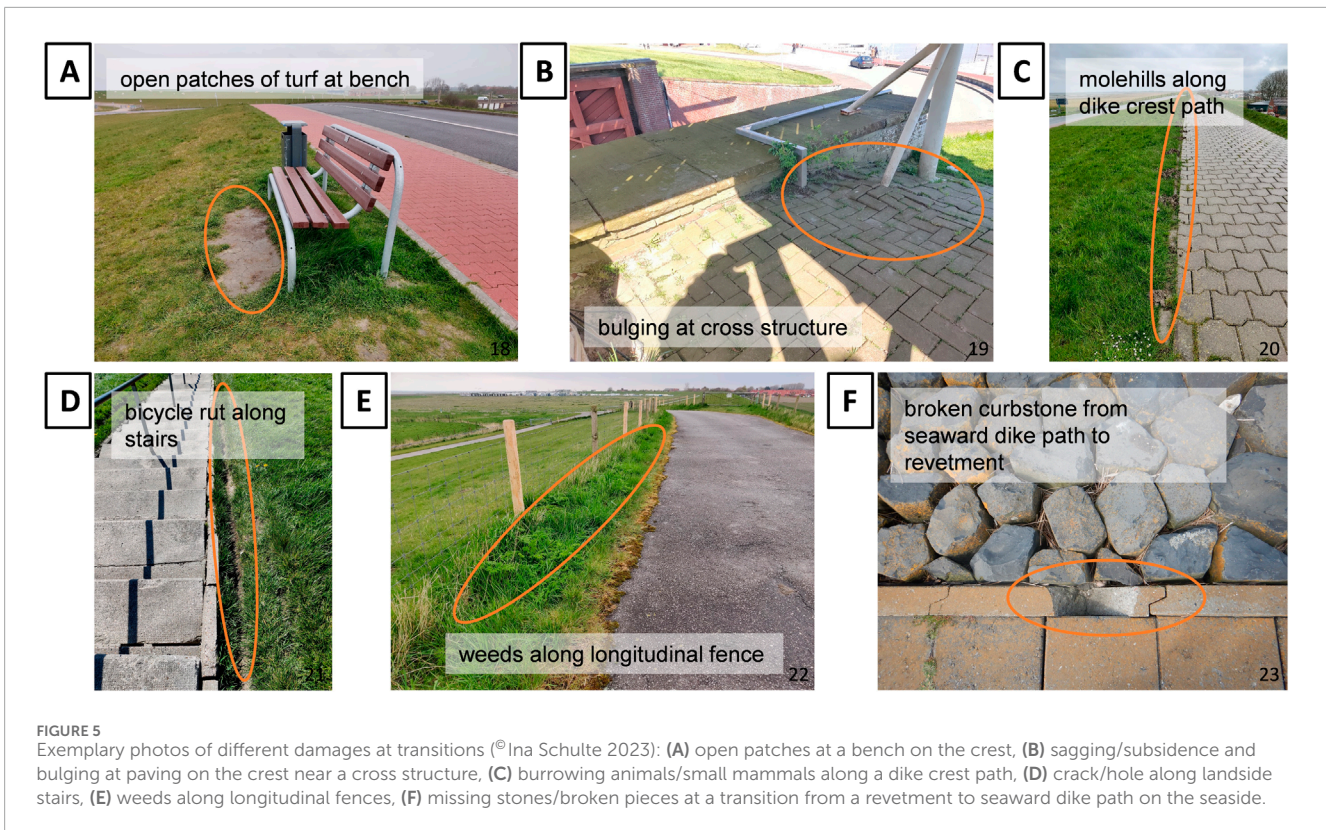 A
open patches of turf at bench
18
B
bulging at cross structure
19
C
molehills along
dike crest path
20
D
bicycle rut along
stairs
21
E
weeds along longitudinal fence
22
F
broken curbstone from
seaward dike path to
revetment
23
FIGURE 5
Exemplary photos of different damages at transitions (©Ina Schulte 2023): (A) open patches at a bench on the crest, (B) sagging/subsidence and
bulging at paving on the crest near a cross structure, (C) burrowing animals/small mammals along a dike crest path, (D) crack/hole along landside
stairs, (E) weeds along longitudinal fences, (F) missing stones/broken pieces at a transition from a revetment to seaward dike path on the seaside.